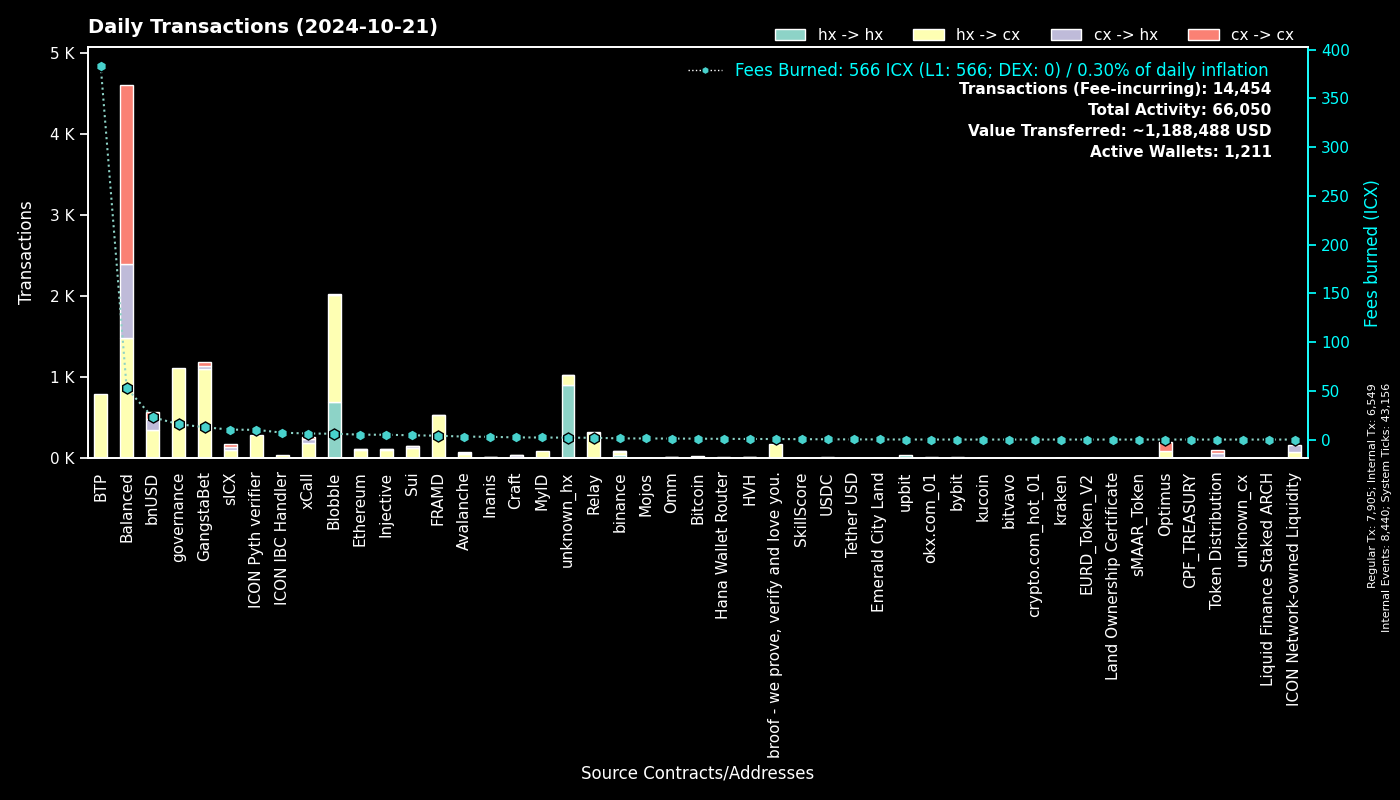 Daily Transactions (2024-10-21)
hx -> hx
hx -> cx
cx -> hx
cx -> cx
Fees Burned: 566 ICX (L1: 566; DEX: 0) / 0.30% of daily inflation
Transactions (Fee-incurring): 14,454
Total Activity: 66,050
Value Transferred: ~1,188,488 USD
Active Wallets: 1,211
Transactions
5 K
4 K
3 K
2 K
1 K
0 K
400
350
300
250
200
150
100
50
0
Fees burned (ICX)
BTP
Balanced
bnUSD
governance
GangstaBet
sICX
ICON Pyth verifier
ICON IBC Handler
xCall
Blobble
Ethereum
Injective
Sui
FRAMD
Avalanche
Inanis
Craft
MyID
unknown_hx
Relay
binance
Mojos
Omm
Bitcoin
Hana Wallet Router
HVH
broof - we prove, verify and love you.
SkillScore
USDC
Tether USD
Emerald City Land
upbit
okx.com_01
bybit
kucoin
bitvavo
crypto.com_hot_01
kraken
EURD_Token_V2
Land Ownership Certificate
sMAAR_Token
Optimus
CPF_TREASURY
Token Distribution
unknown_cx
Liquid Finance Staked ARCH
ICON Network-owned Liquidity
Source Contracts/Addresses
Regular Tx: 7,905; Internal Tx: 6,549
Internal Events: 8,440; System Ticks: 43,156